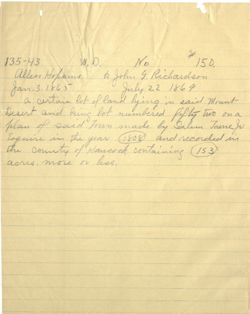 135-43 W.D. No # 150
Allen Hopkins to John G. Richardson
Jan. 3. 1865 July 22 1869
a certain lot of land lying in said Mount
Desert and being lot numbered fifty two on a
plan of said Town made by Salem Towne Jr
Esquire in the year (1808) and recorded in
the county of Hancock containing (153)
acres more or less.